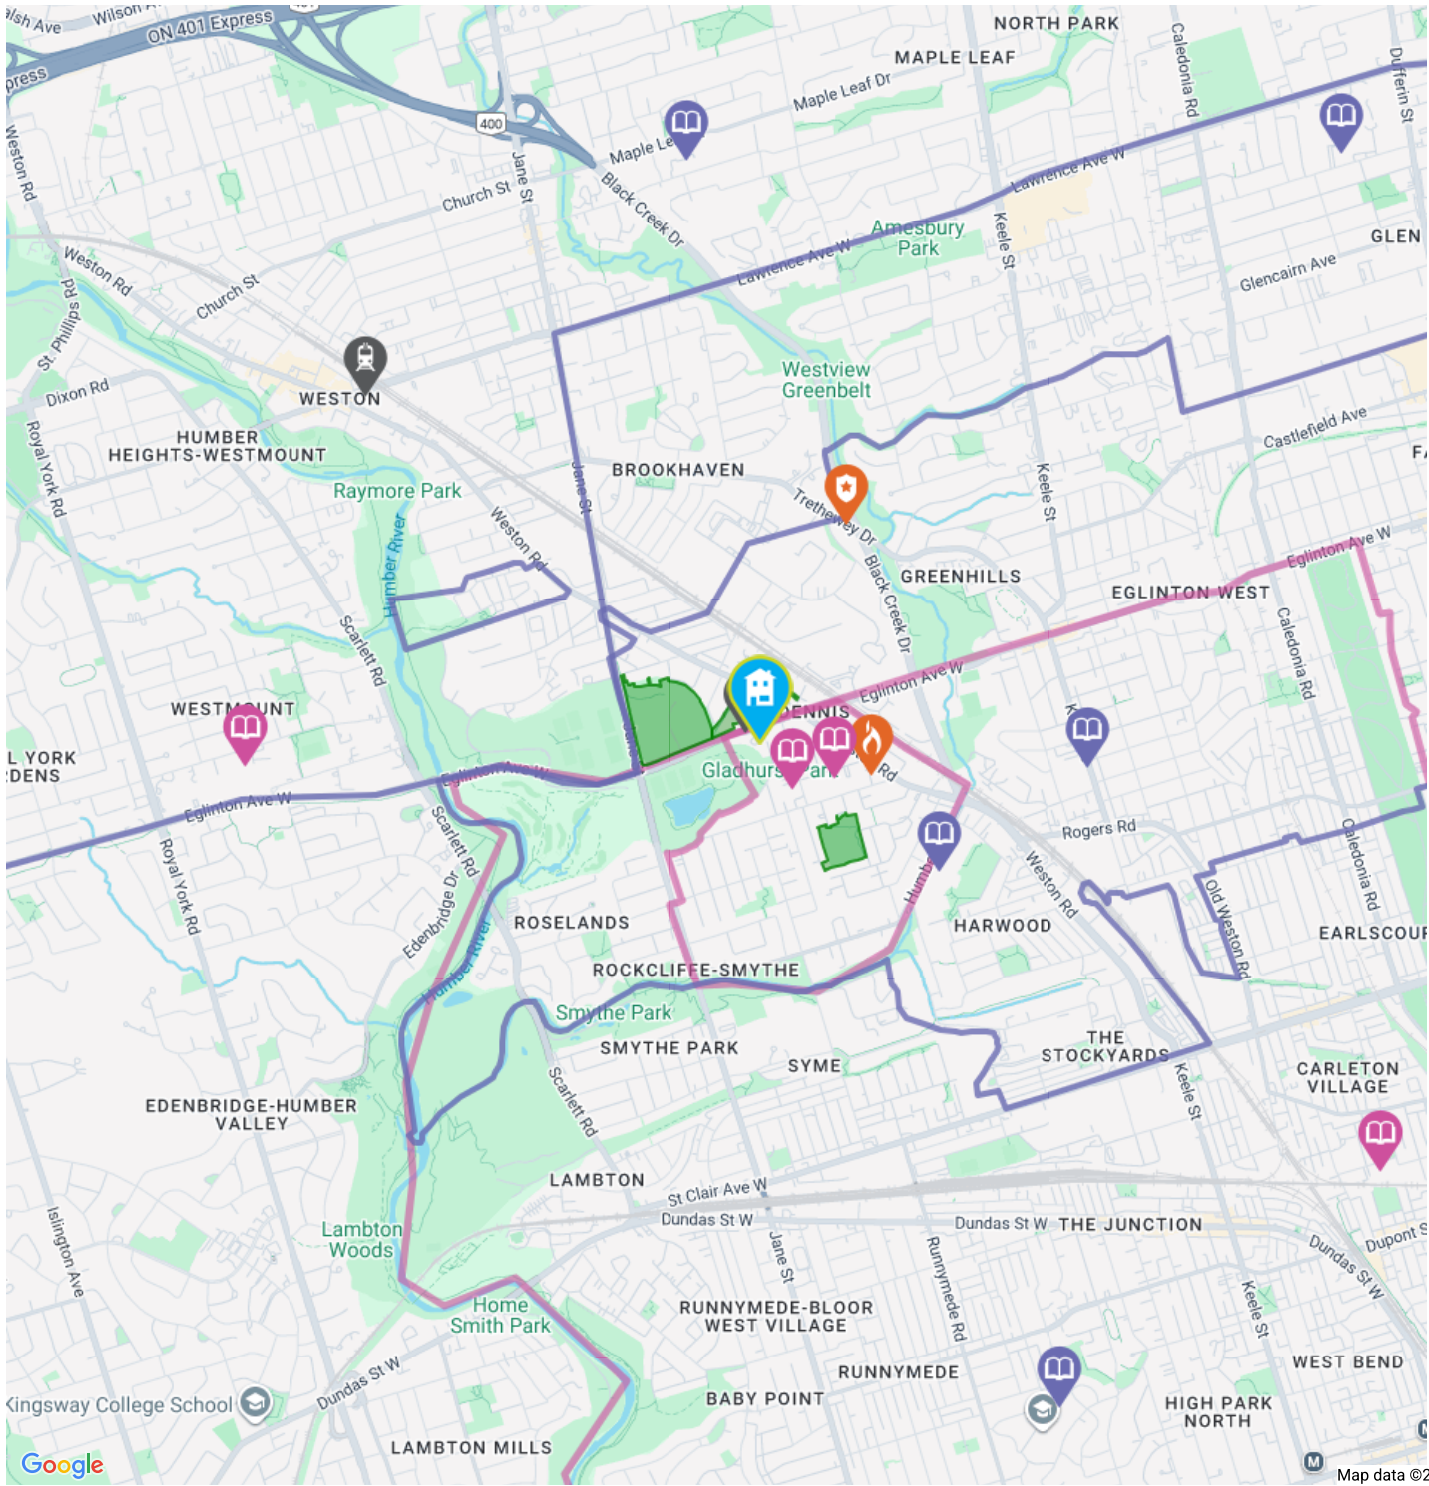 Wilson A
ON 401 Express
NORTH PARK
MAPLE LEAF
Caledonia Rd
Dufferin St
Maple Leaf Dr
press
400
Weston Rd
Jane St
Maple Le
Church St
Lawrence Ave W
Black Creek Dr
Keele St
Amesbury
Park
GLEN
Lawrence Ave W
Weston Rd
Church St
Glencairn Ave
St. Phillips Rd
Westview
Greenbelt
Dixon Rd
WESTON
Castlefield Ave
HUMBER
HEIGHTS-WESTMOUNT
Royal York Rd
BROOKHAVEN
Jane St
Keele St
Raymore Park
Trethewey Dr
Weston Rd
Humber River
Eglinton Ave W
Black Creek Dr
GREENHILLS
EGLINTON WEST
Scarlett Rd
Caledonia Rd
Eglinton Ave W
WESTMOUNT
DENNIS
L YORK
RDENS
Eglinton Ave W
Gladhurst Park
Rd
Eglinton Ave W
Scarlett Rd
Rogers Rd
Caledonia Rd
Royal York Rd
Humbe
Weston Rd
Old Weston Rd
Edenbridge Dr
ROSELANDS
HARWOOD
EARLSCOUR
Humber River
ROCKCLIFFE-SMYTHE
Smythe Park
SMYTHE PARK
THE
STOCKYARDS
SYME
CARLETON
VILLAGE
Scarlett Rd
Keele St
EDENBRIDGE-HUMBER
VALLEY
LAMBTON
St Clair Ave W
Dundas St W
Dundas St W
THE JUNCTION
Lambton
Woods
Islington Ave
Jane St
Runnymede Rd
Dupont S
Dundas St W
Keele St
Home
Smith Park
RUNNYMEDE-BLOOR
WEST VILLAGE
WEST BEND
RUNNYMEDE
Dundas St W
Kingsway College School
BABY POINT
HIGH PARK
NORTH
LAMBTON MILLS
M
Google
Map data ©2